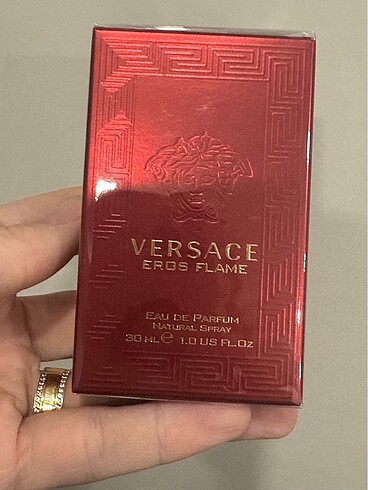 VERSACE
EROS FLAME
EAU DE PARFUM
NATURAL SPRAY
30 ML ℮ 1.0 US FL.OZ